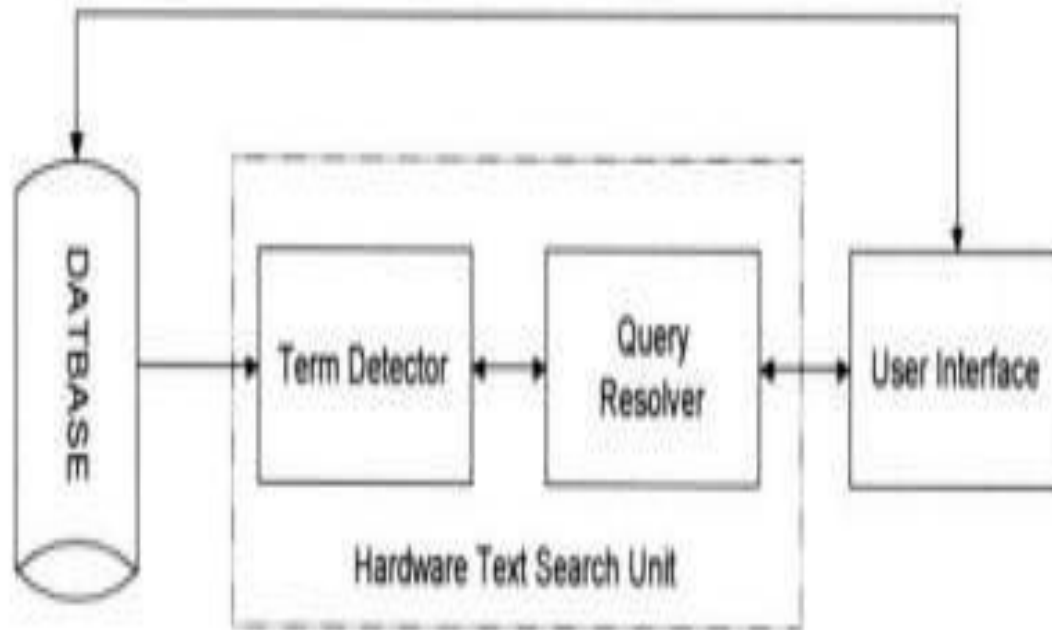 DATBASE
Term Detector
Query
Resolver
User Interface
Hardware Text Search Unit